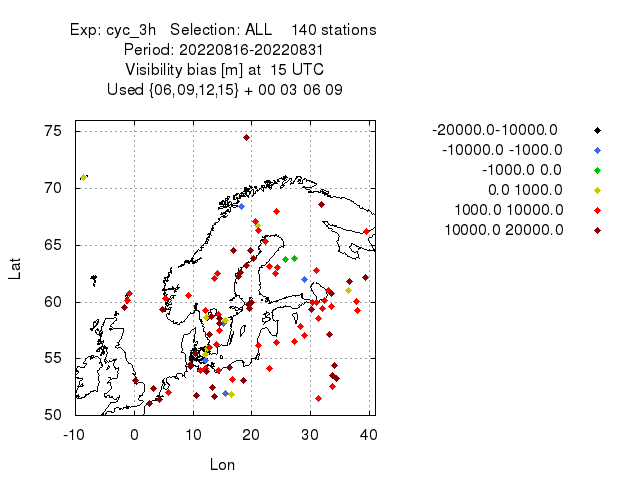 Exp: cyc_3h   Selection: ALL    140 stations
Period: 20220816-20220831
Visibility bias [m] at  15 UTC
Used {06,09,12,15} + 00 03 06 09
-20000.0-10000.0
-10000.0 -1000.0
-1000.0 0.0
0.0 1000.0
1000.0 10000.0
10000.0 20000.0
Lat
75
70
65
60
55
50
-10 0 10 20 30 40
Lon